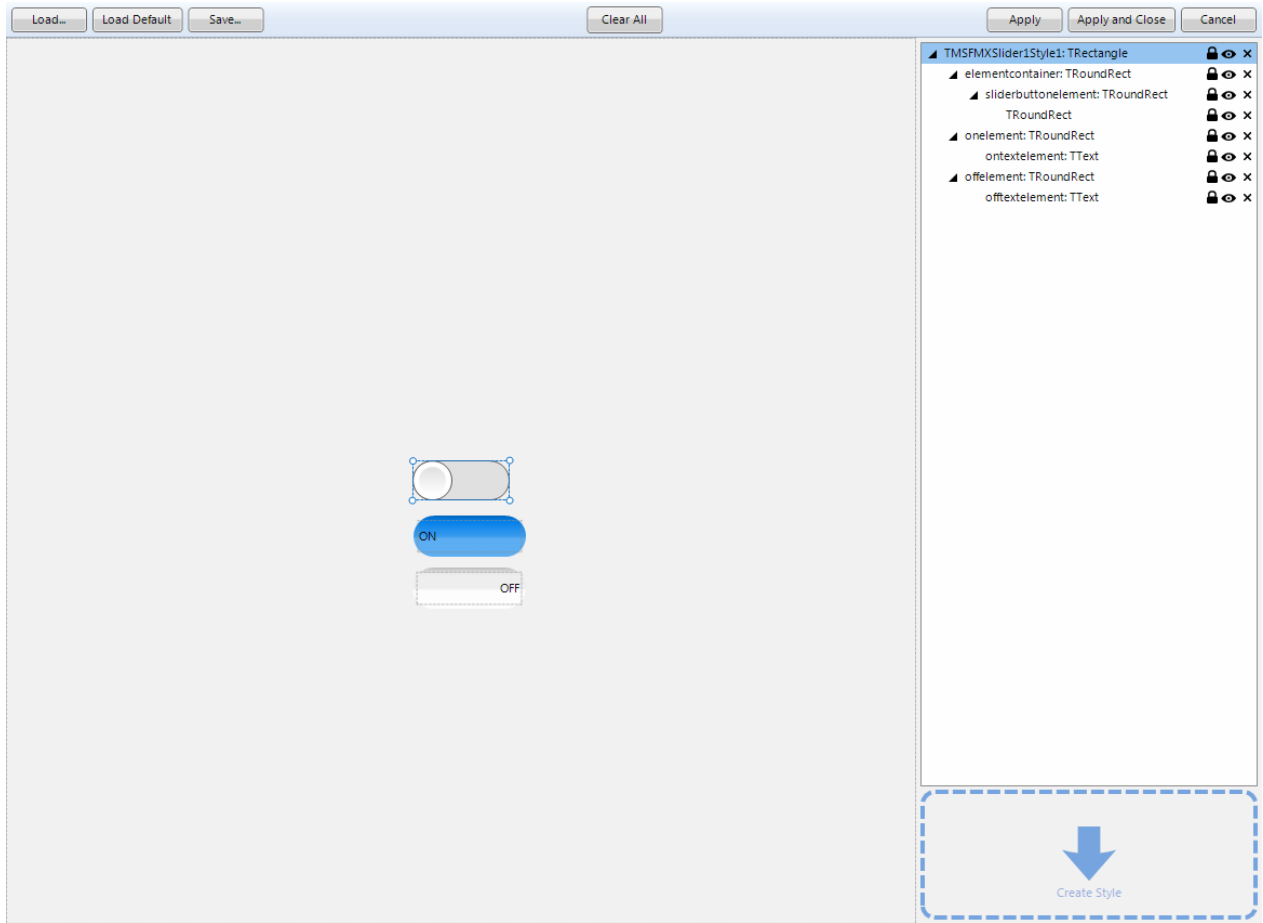 Load...
Load Default
Save...
Clear All
Apply
Apply and Close
Cancel
TMSFMXSlider1Style1: TRectangle
elementcontainer: TRoundRect
sliderbuttonelement: TRoundRect
TRoundRect
onelement: TRoundRect
ontextelement: TText
offelement: TRoundRect
offtextelement: TText
ON
OFF
Create Style